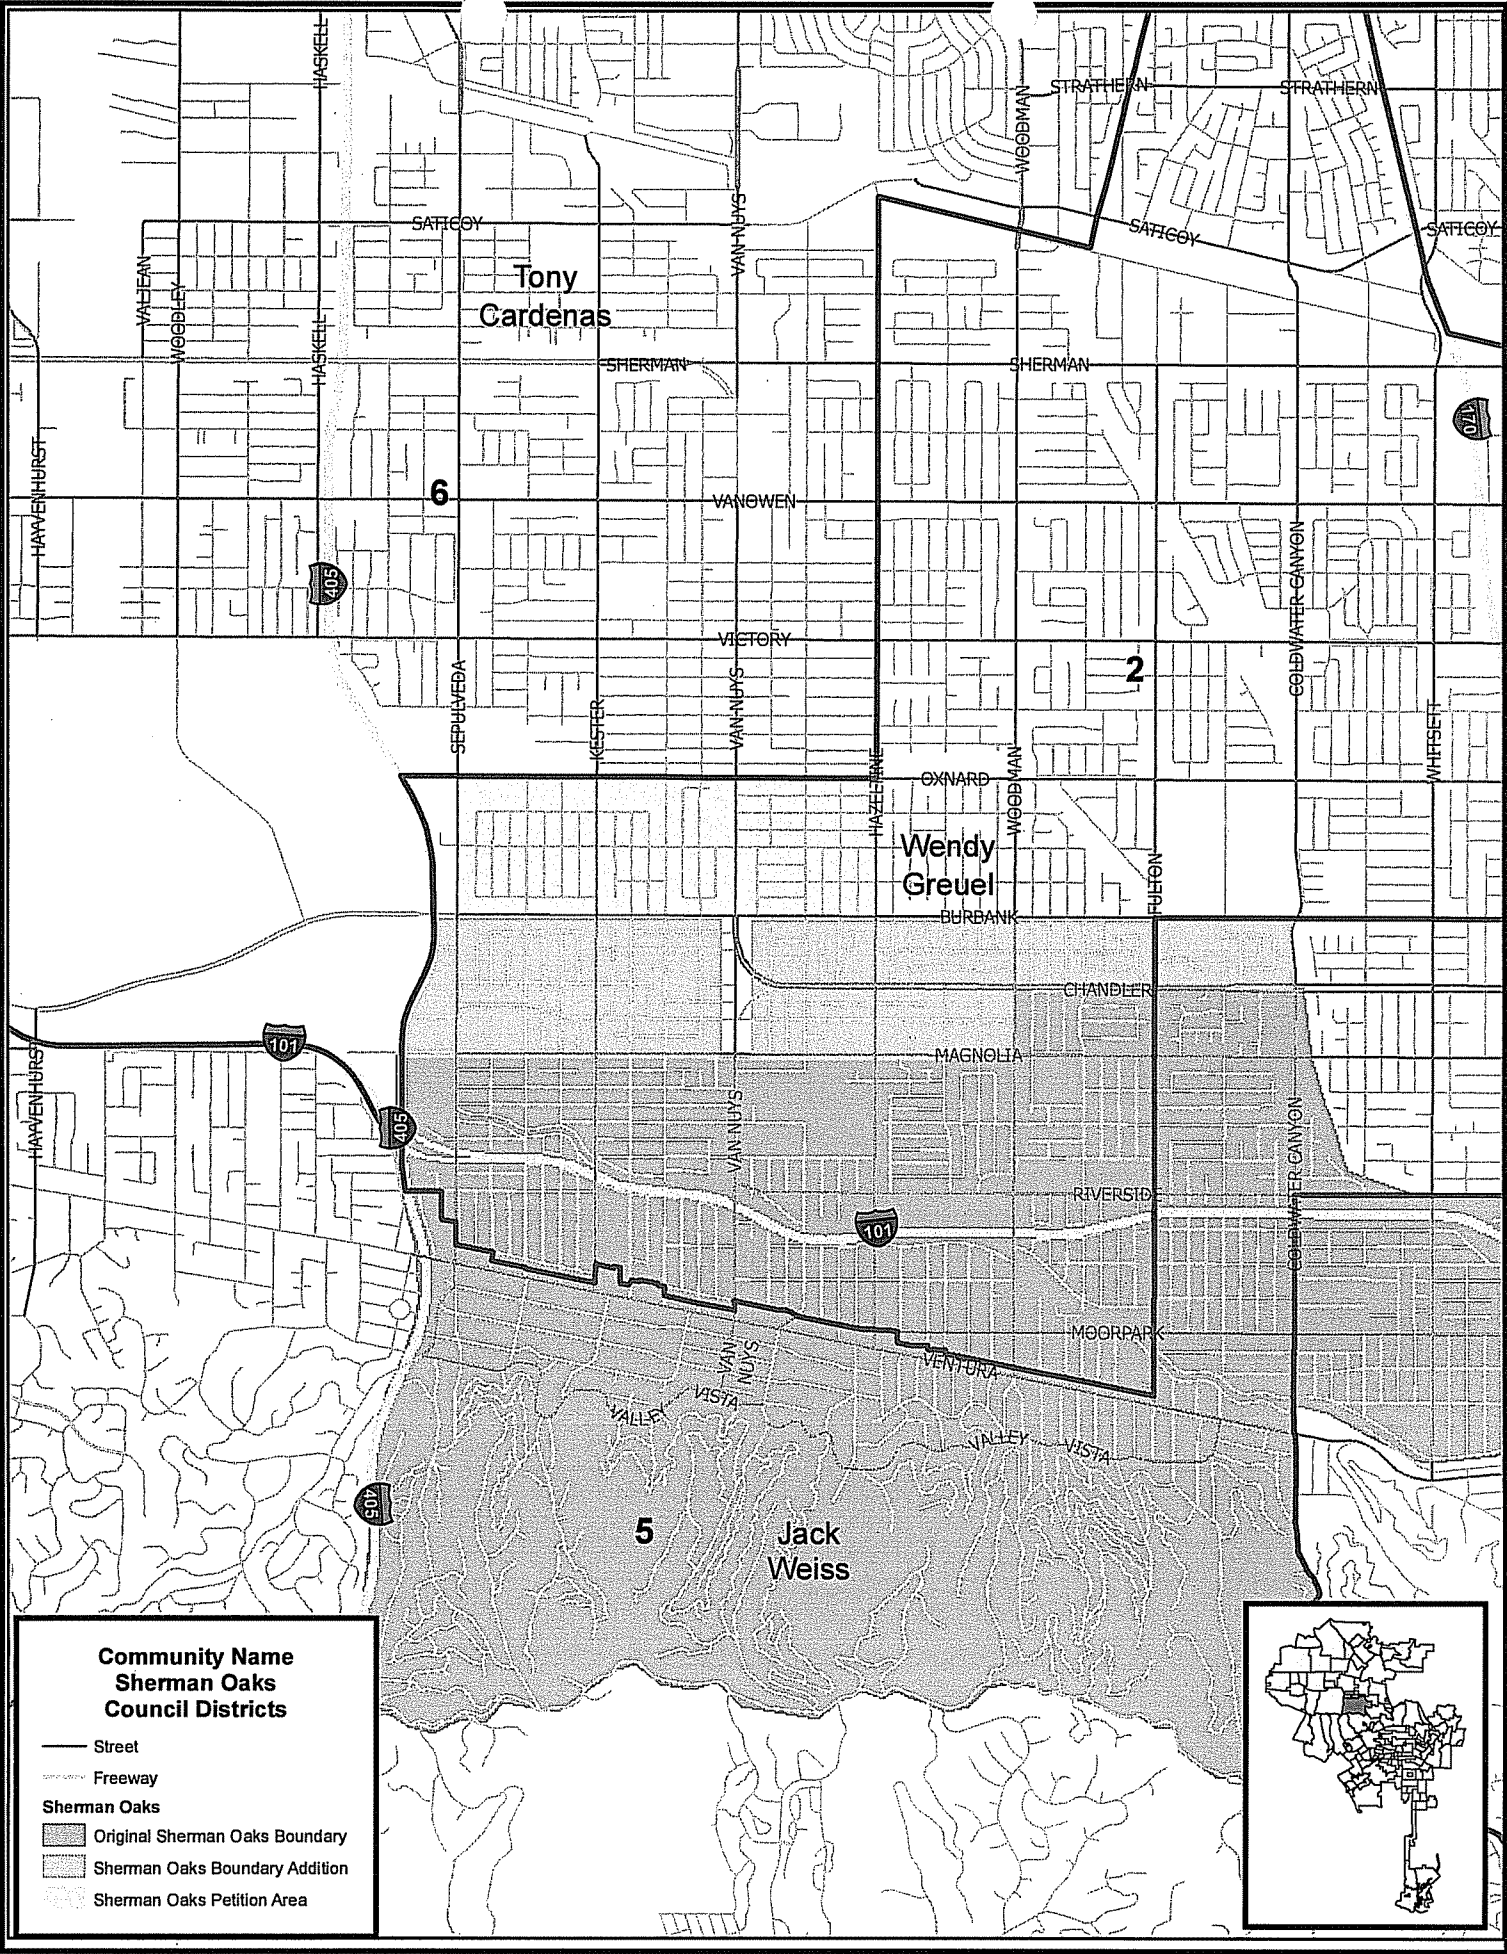 HASKELL
STRATHERN
STRATHERN
WOODMAN
VAN NUYS
SATICOY
SATICOY
SATICOY
VALJEAN
WOODLEY
HASKELL
Tony
Cardenas
SHERMAN
SHERMAN
170
HAYVENHURST
6
VANOWEN
405
COLDWATER CANYON
VICTORY
2
SEPULVEDA
KESTER
VAN NUYS
WHITSETT
HAZELTINE
OXNARD
WOODMAN
Wendy
Greuel
FULTON
BURBANK
CHANDLER
101
MAGNOLIA
HAYVENHURST
405
VAN NUYS
COLDWATER CANYON
RIVERSIDE
101
MOORPARK
VAN
NUYS
VENTURA
VISTA
VALLEY
VALLEY
VISTA
405
5
Jack
Weiss
Community Name
Sherman Oaks
Council Districts
Street
Freeway
Sherman Oaks
Original Sherman Oaks Boundary
Sherman Oaks Boundary Addition
Sherman Oaks Petition Area